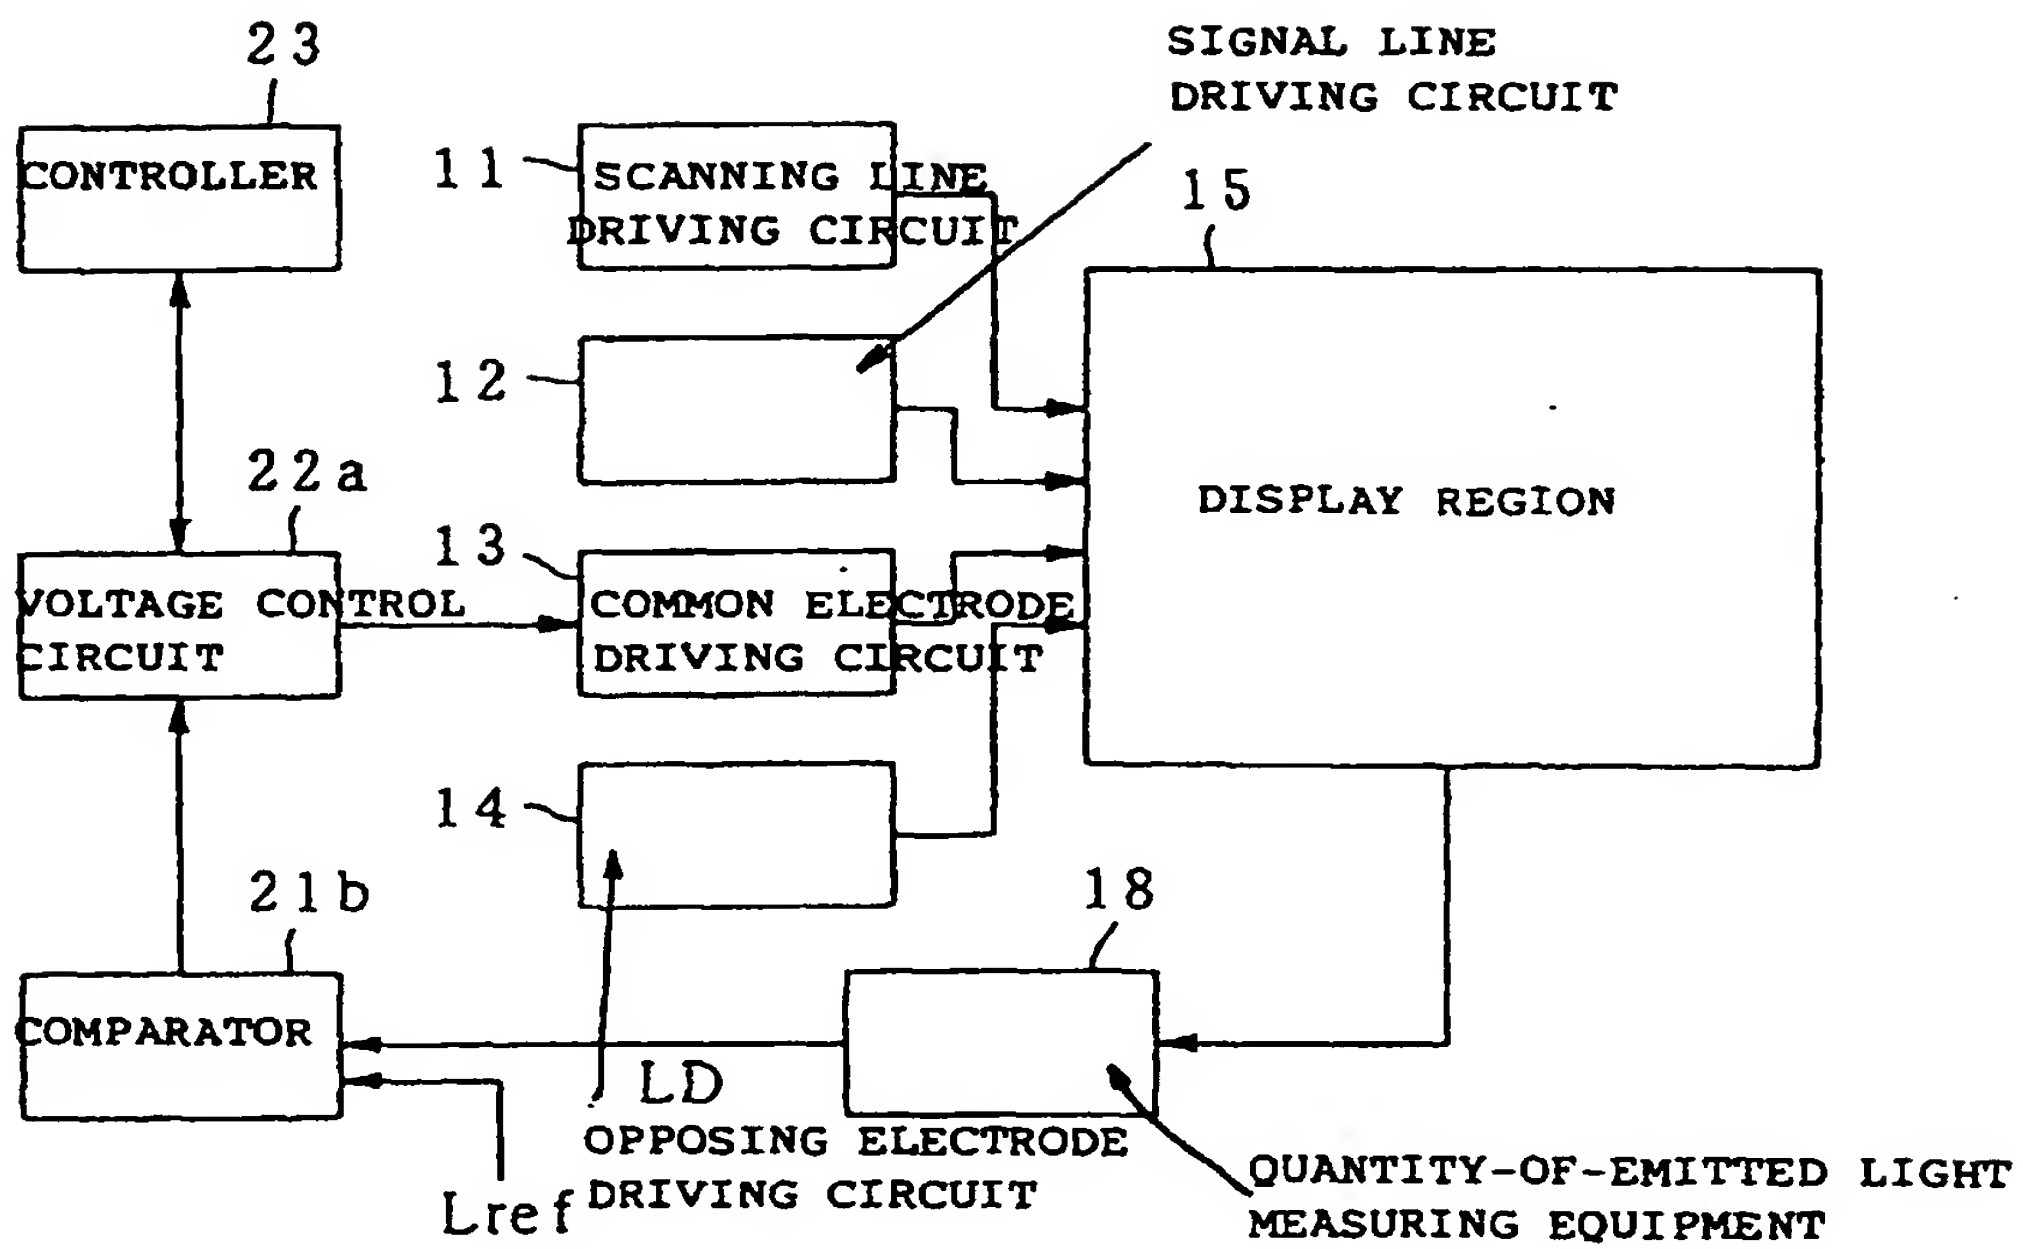 23
SIGNAL LINE
DRIVING CIRCUIT
CONTROLLER
11
SCANNING LINE
DRIVING CIRCUIT
15
12
22a
DISPLAY REGION
13
VOLTAGE CONTROL
CIRCUIT
COMMON ELECTRODE
DRIVING CIRCUIT
14
21b
18
COMPARATOR
LD
OPPOSING ELECTRODE
DRIVING CIRCUIT
Lref
QUANTITY-OF-EMITTED LIGHT
MEASURING EQUIPMENT